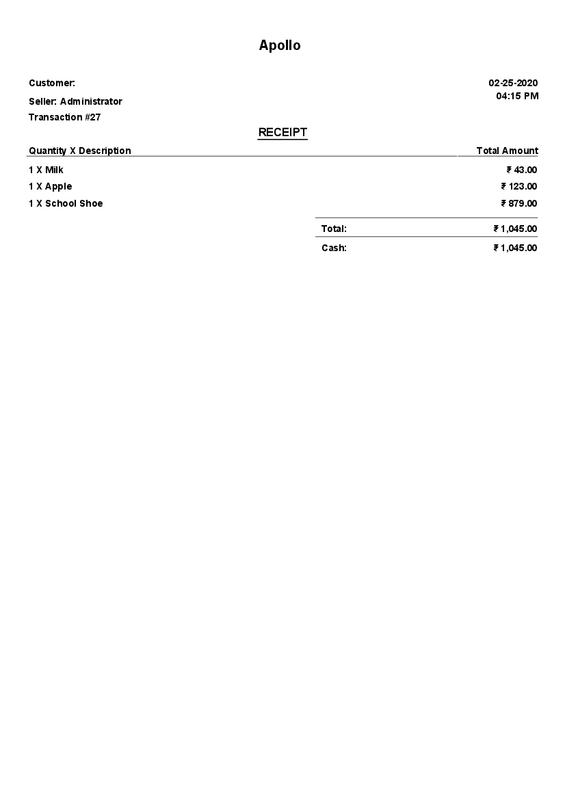 Apollo
Customer:
02-25-2020
Seller: Administrator
04:15 PM
Transaction #27
RECEIPT
Quantity X Description Total Amount
1 X Milk ₹ 43.00
1 X Apple ₹ 123.00
1 X School Shoe ₹ 879.00
Total: ₹ 1,045.00
Cash: ₹ 1,045.00